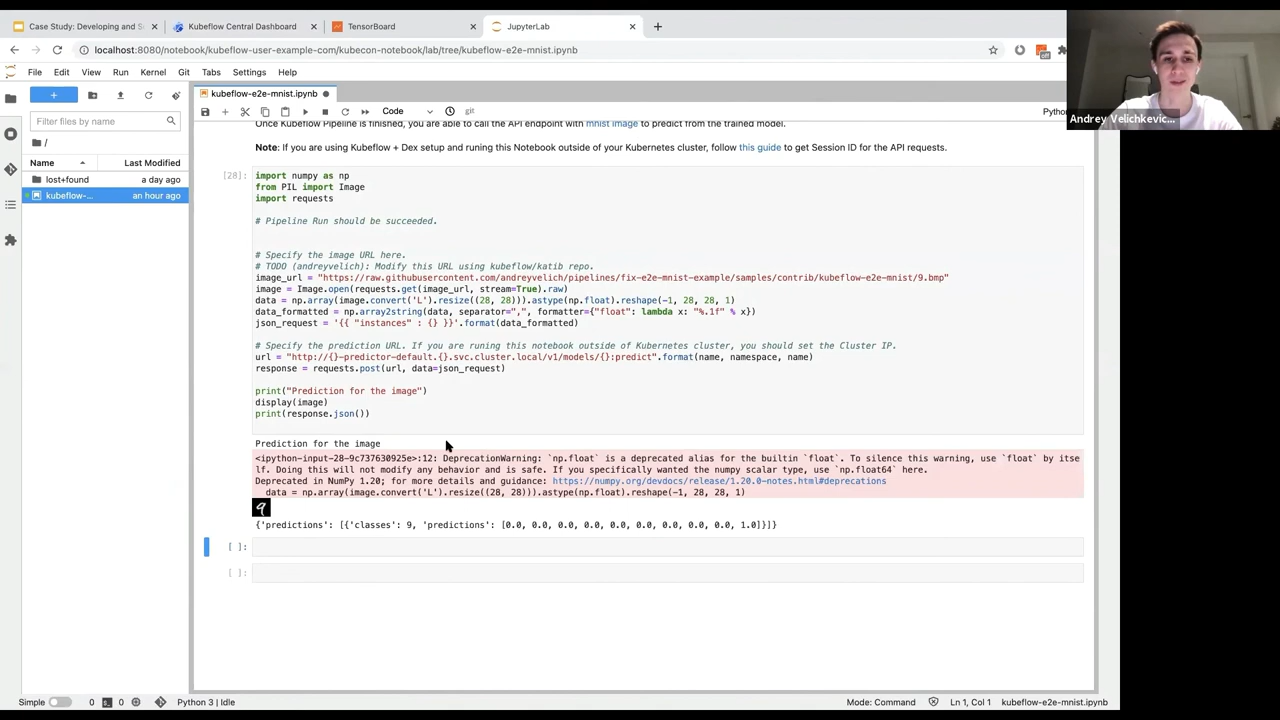 Case Study: Developing and S
Kubeflow Central Dashboard
TensorBoard
JupyterLab
localhost:8080/notebook/kubeflow-user-example-com/kubecon-notebook/lab/tree/kubeflow-e2e-mnist.ipynb
File Edit View Run Kernel Git Tabs Settings Help
Andrey Velichkevic...
kubeflow-e2e-mnist.ipynb
Code
git
Filter files by name
/
Name Last Modified
lost+found a day ago
kubeflow-... an hour ago
Once Kubeflow Pipeline is finished, you are able to call the API endpoint with mnist image to predict from the trained model.
Note: If you are using Kubeflow + Dex setup and runing this Notebook outside of your Kubernetes cluster, follow this guide to get Session ID for the API requests.
[28]: import numpy as np
from PIL import Image
import requests
# Pipeline Run should be succeeded.
# Specify the image URL here.
# TODO (andreyvelich): Modify this URL using kubeflow/katib repo.
image_url = "https://raw.githubusercontent.com/andreyvelich/pipelines/fix-e2e-mnist-example/samples/contrib/kubeflow-e2e-mnist/9.bmp"
image = Image.open(requests.get(image_url, stream=True).raw)
data = np.array(image.convert('L').resize((28, 28))).astype(np.float).reshape(-1, 28, 28, 1)
data_formatted = np.array2string(data, separator=",", formatter={"float": lambda x: "%.1f" % x})
json_request = '{{ "instances" : {} }}'.format(data_formatted)
# Specify the prediction URL. If you are runing this notebook outside of Kubernetes cluster, you should set the Cluster IP.
url = "http://{}-predictor-default.{}.svc.cluster.local/v1/models/{}:predict".format(name, namespace, name)
response = requests.post(url, data=json_request)
print("Prediction for the image")
display(image)
print(response.json())
Prediction for the image
<ipython-input-28-9c737630925e>:12: DeprecationWarning: `np.float` is a deprecated alias for the builtin `float`. To silence this warning, use `float` by itse
lf. Doing this will not modify any behavior and is safe. If you specifically wanted the numpy scalar type, use `np.float64` here.
Deprecated in NumPy 1.20; for more details and guidance: https://numpy.org/devdocs/release/1.20.0-notes.html#deprecations
data = np.array(image.convert('L').resize((28, 28))).astype(np.float).reshape(-1, 28, 28, 1)
9
{'predictions': [{'classes': 9, 'predictions': [0.0, 0.0, 0.0, 0.0, 0.0, 0.0, 0.0, 0.0, 0.0, 1.0]}]}
[ ]:
[ ]:
Simple 0 0 Python 3 | Idle
Mode: Command Ln 1, Col 1 kubeflow-e2e-mnist.ipynb